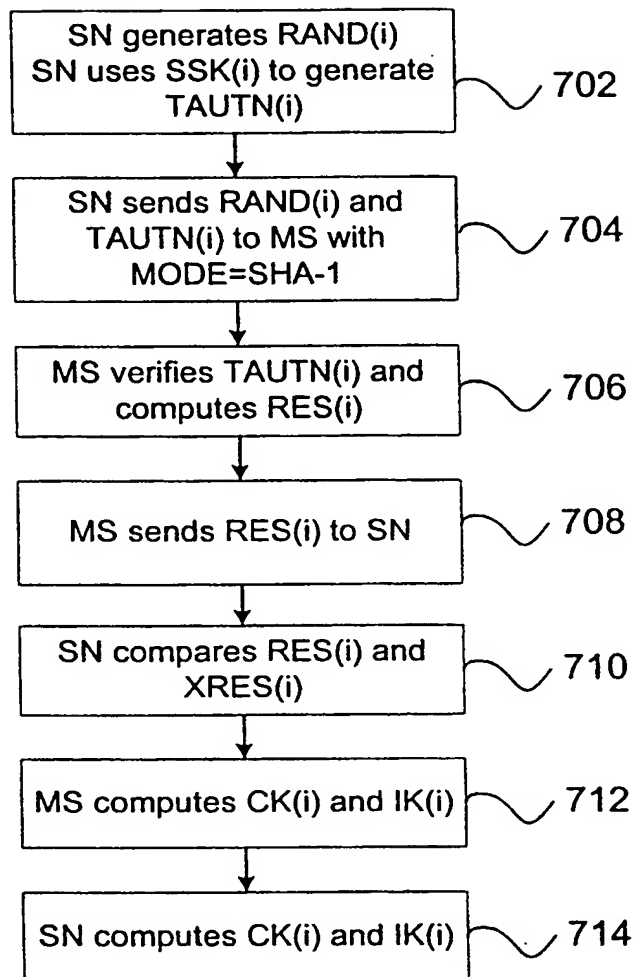 SN generates RAND(i)
SN uses SSK(i) to generate
TAUTN(i)
702
SN sends RAND(i) and
TAUTN(i) to MS with
MODE=SHA-1
704
MS verifies TAUTN(i) and
computes RES(i)
706
MS sends RES(i) to SN
708
SN compares RES(i) and
XRES(i)
710
MS computes CK(i) and IK(i)
712
SN computes CK(i) and IK(i)
714